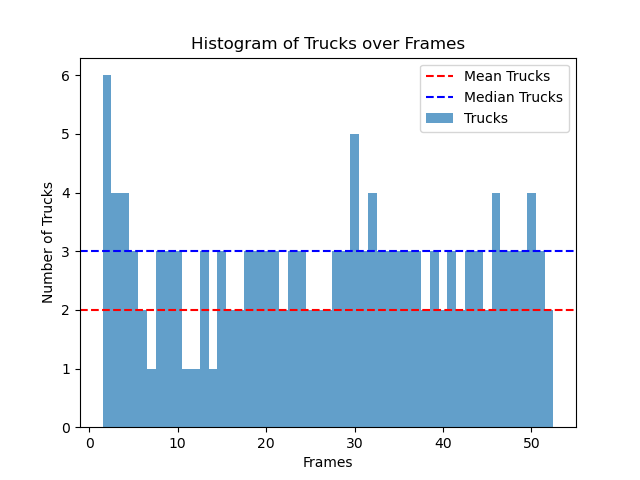 Histogram of Trucks over Frames
Mean Trucks
Median Trucks
Trucks
Number of Trucks
6
5
4
3
2
1
0
0 10 20 30 40 50
Frames